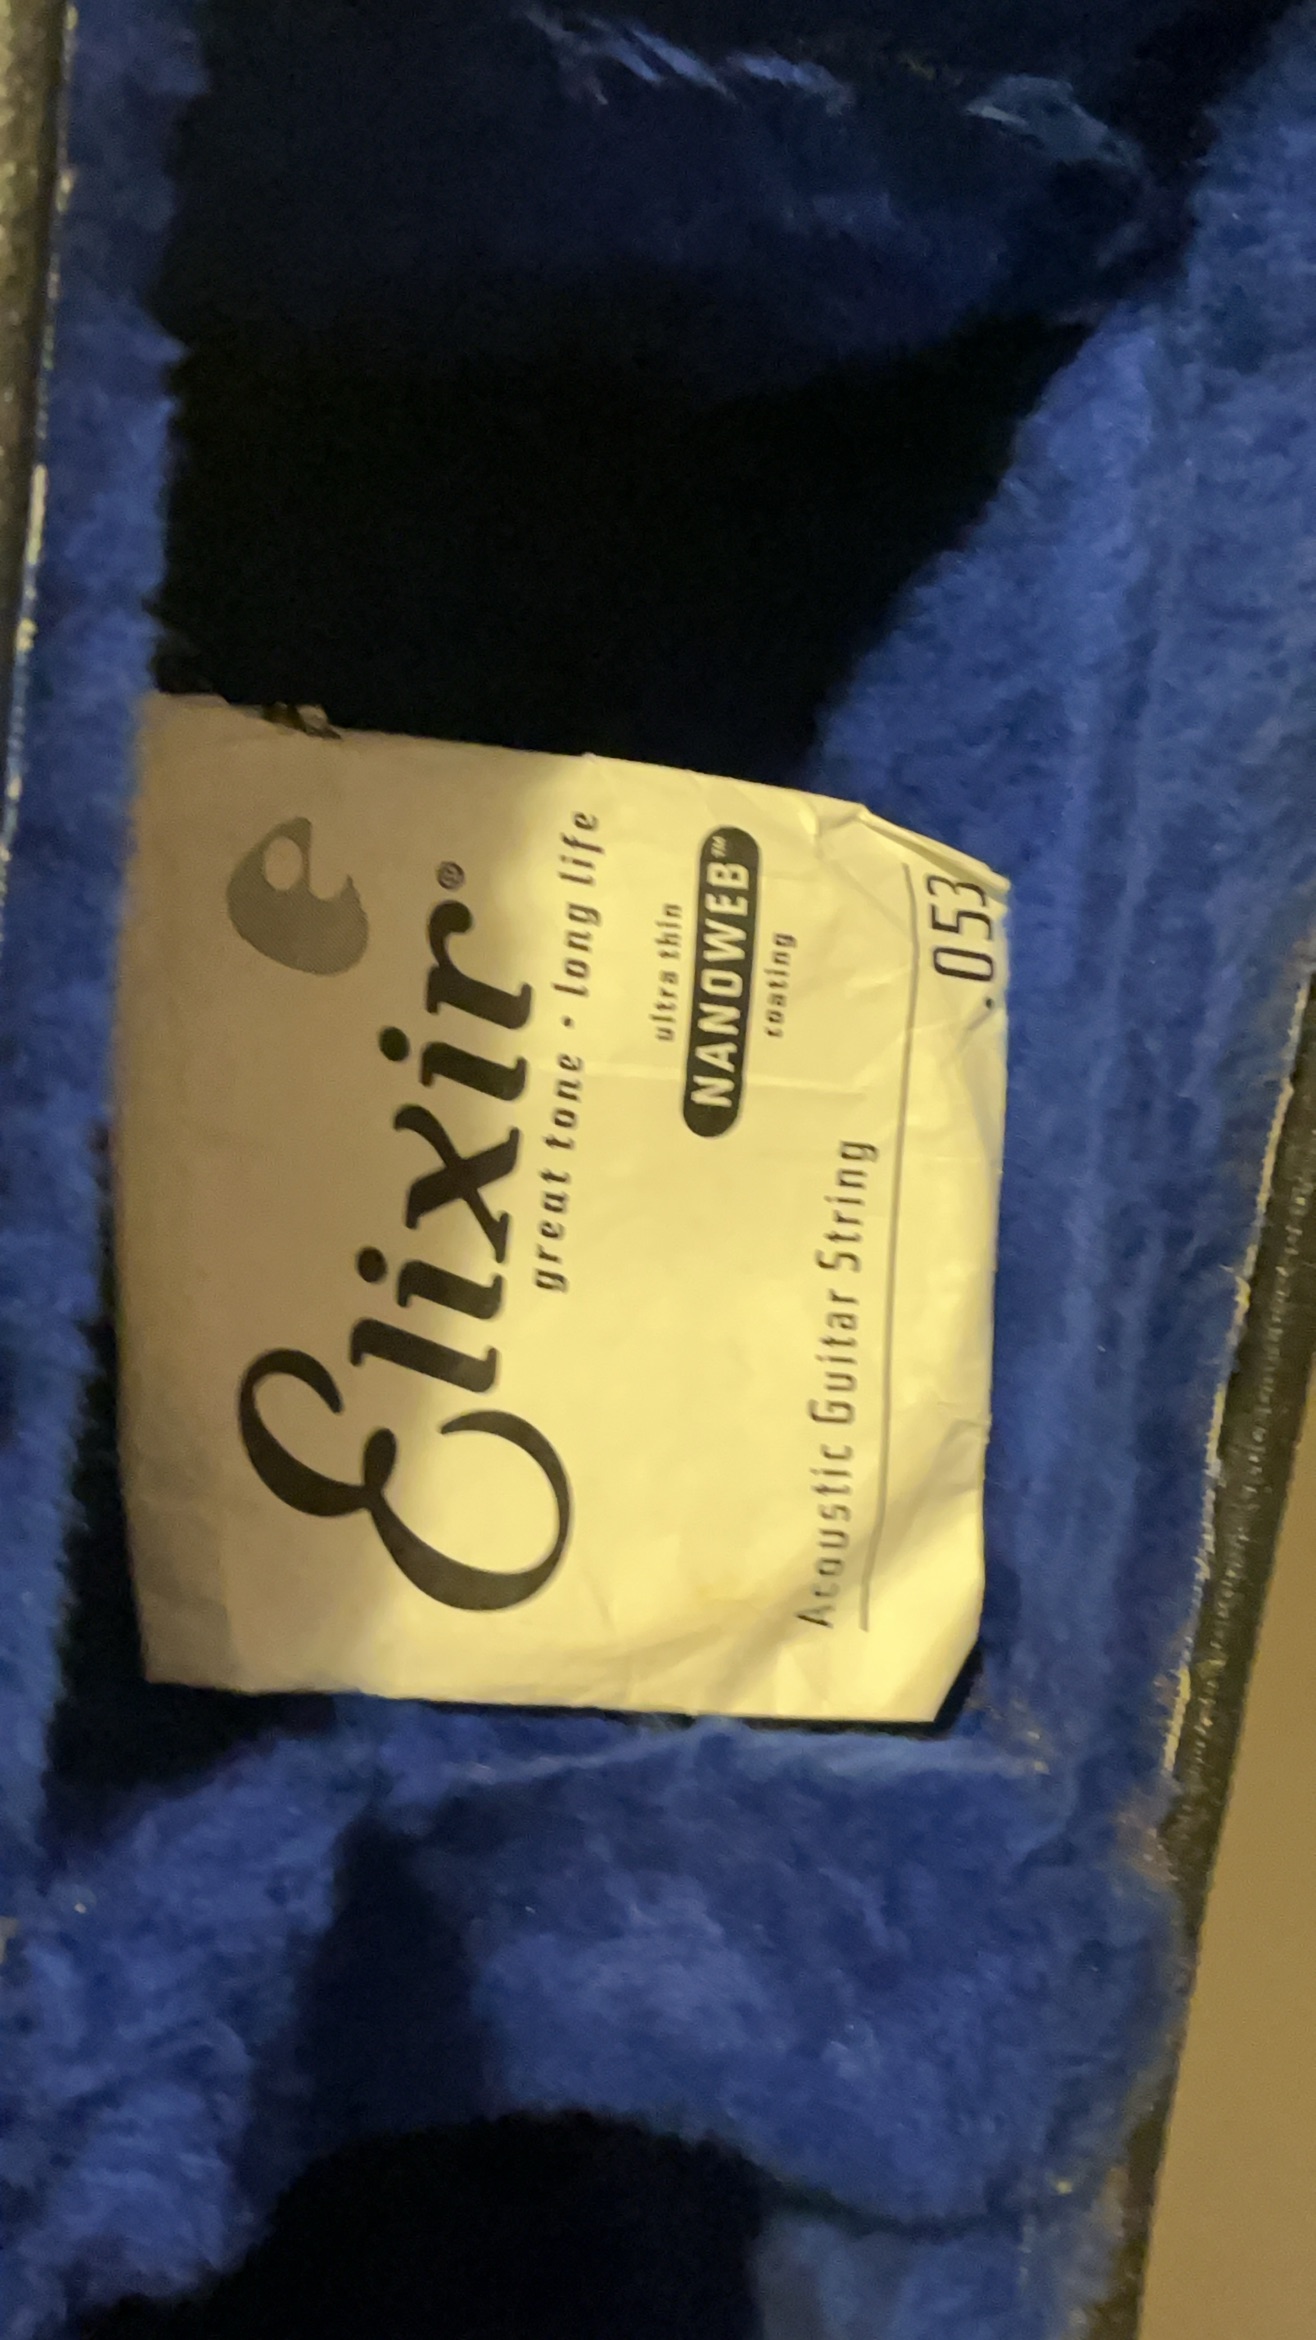 e
Elixir®
great tone • long life
ultra thin
NANOWEB™
coating
Acoustic Guitar String
.053